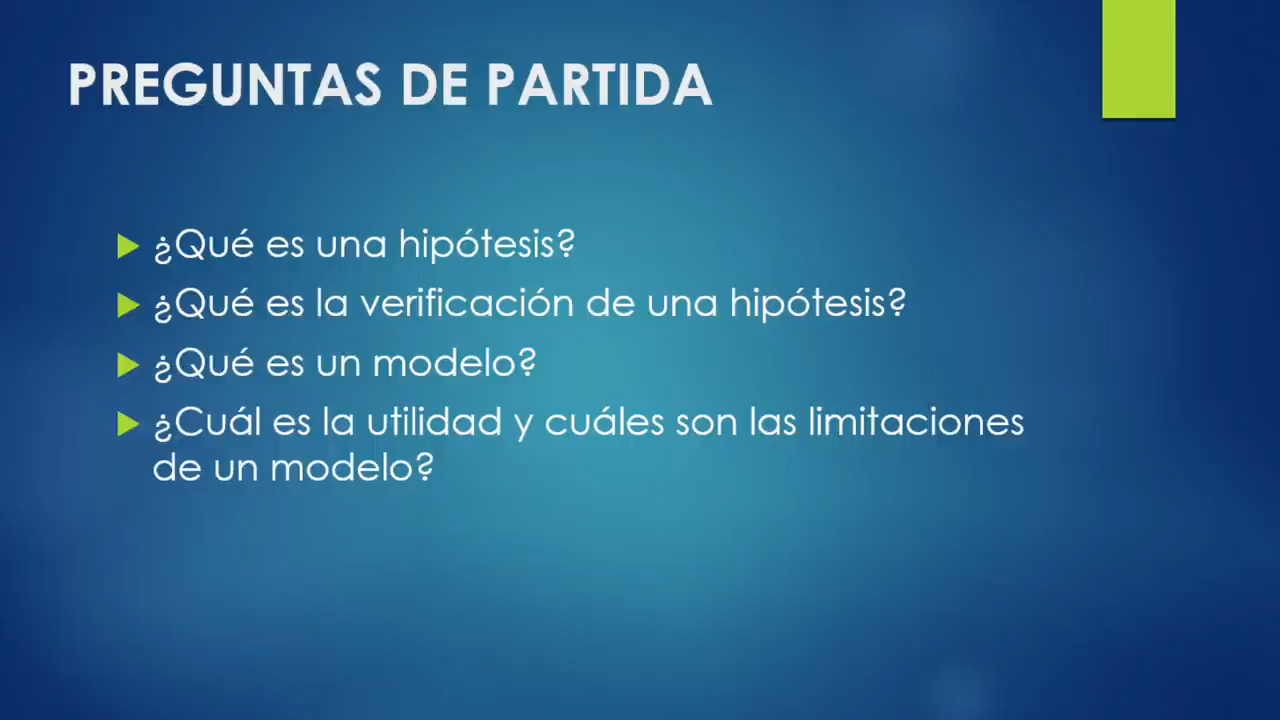 PREGUNTAS DE PARTIDA
¿Qué es una hipótesis?
¿Qué es la verificación de una hipótesis?
¿Qué es un modelo?
¿Cuál es la utilidad y cuáles son las limitaciones
de un modelo?